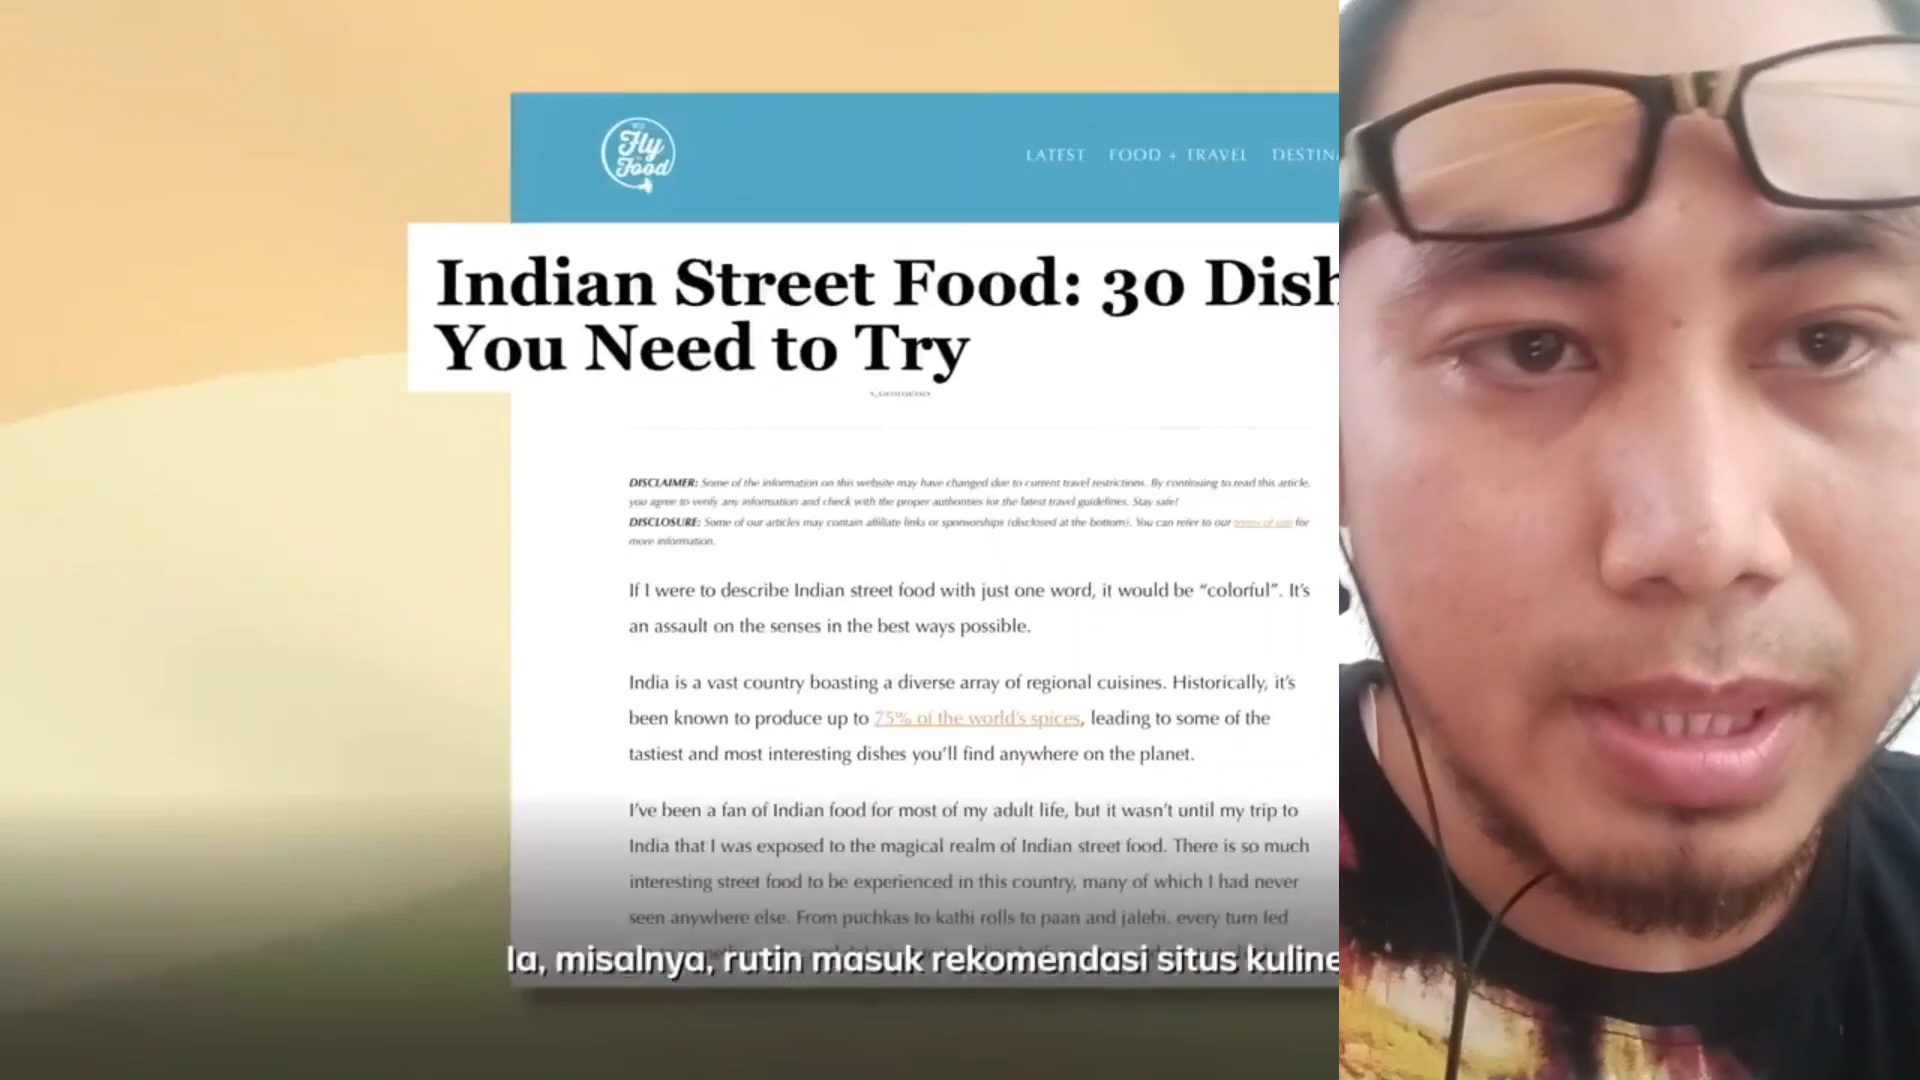 Fly
Food
LATEST FOOD + TRAVEL DESTIN
Indian Street Food: 30 Dish
You Need to Try
Comments
DISCLAIMER: Some of the information on this website may have changed due to current travel restrictions. By continuing to read this article,
you agree to verify any information and check with the proper authorities for the latest travel guidelines. Stay safe!
DISCLOSURE: Some of our articles may contain affiliate links or sponsorships (disclosed at the bottom). You can refer to our terms of use for
more information.
If I were to describe Indian street food with just one word, it would be “colorful”. It’s
an assault on the senses in the best ways possible.
India is a vast country boasting a diverse array of regional cuisines. Historically, it’s
been known to produce up to 75% of the world’s spices, leading to some of the
tastiest and most interesting dishes you’ll find anywhere on the planet.
I’ve been a fan of Indian food for most of my adult life, but it wasn’t until my trip to
India that I was exposed to the magical realm of Indian street food. There is so much
interesting street food to be experienced in this country, many of which I had never
seen anywhere else. From puchkas to kathi rolls to paan and jalebi, every turn led
la, misalnya, rutin masuk rekomendasi situs kuline